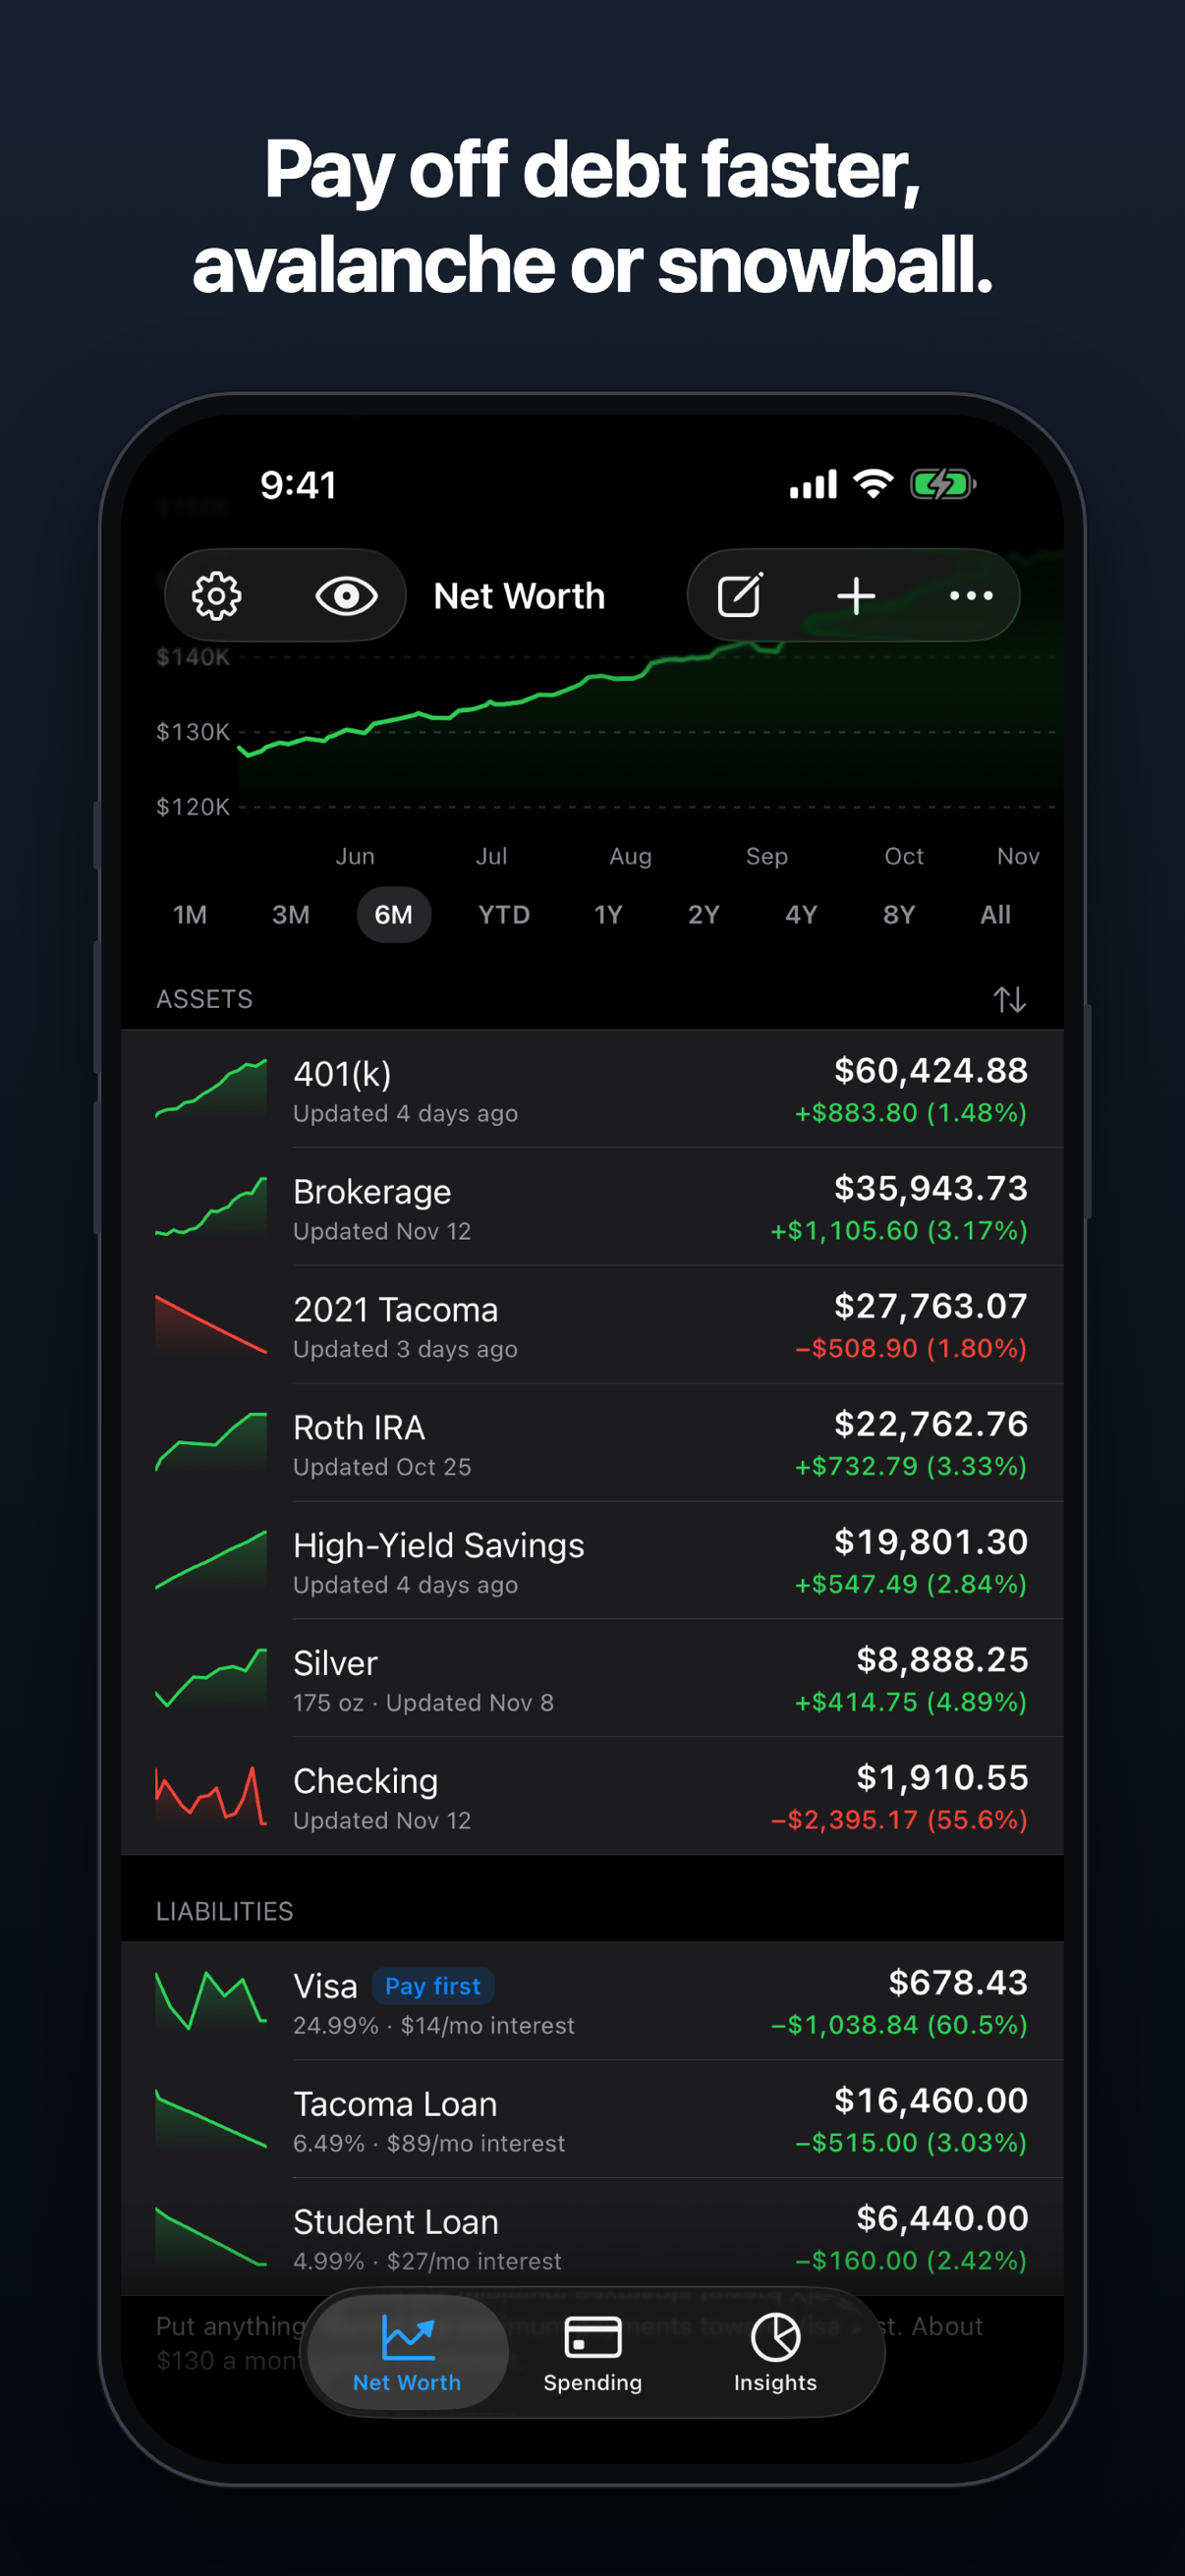 Pay off debt faster,
avalanche or snowball.
9:41
Net Worth
$140K
$130K
$120K
Jun Jul Aug Sep Oct Nov
1M 3M 6M YTD 1Y 2Y 4Y 8Y All
ASSETS
401(k) $60,424.88
Updated 4 days ago +$883.80 (1.48%)
Brokerage $35,943.73
Updated Nov 12 +$1,105.60 (3.17%)
2021 Tacoma $27,763.07
Updated 3 days ago −$508.90 (1.80%)
Roth IRA $22,762.76
Updated Oct 25 +$732.79 (3.33%)
High-Yield Savings $19,801.30
Updated 4 days ago +$547.49 (2.84%)
Silver $8,888.25
175 oz · Updated Nov 8 +$414.75 (4.89%)
Checking $1,910.55
Updated Nov 12 −$2,395.17 (55.6%)
LIABILITIES
Visa Pay first $678.43
24.99% · $14/mo interest −$1,038.84 (60.5%)
Tacoma Loan $16,460.00
6.49% · $89/mo interest −$515.00 (3.03%)
Student Loan $6,440.00
4.99% · $27/mo interest −$160.00 (2.42%)
Put anything About
$130 a
Net Worth Spending Insights